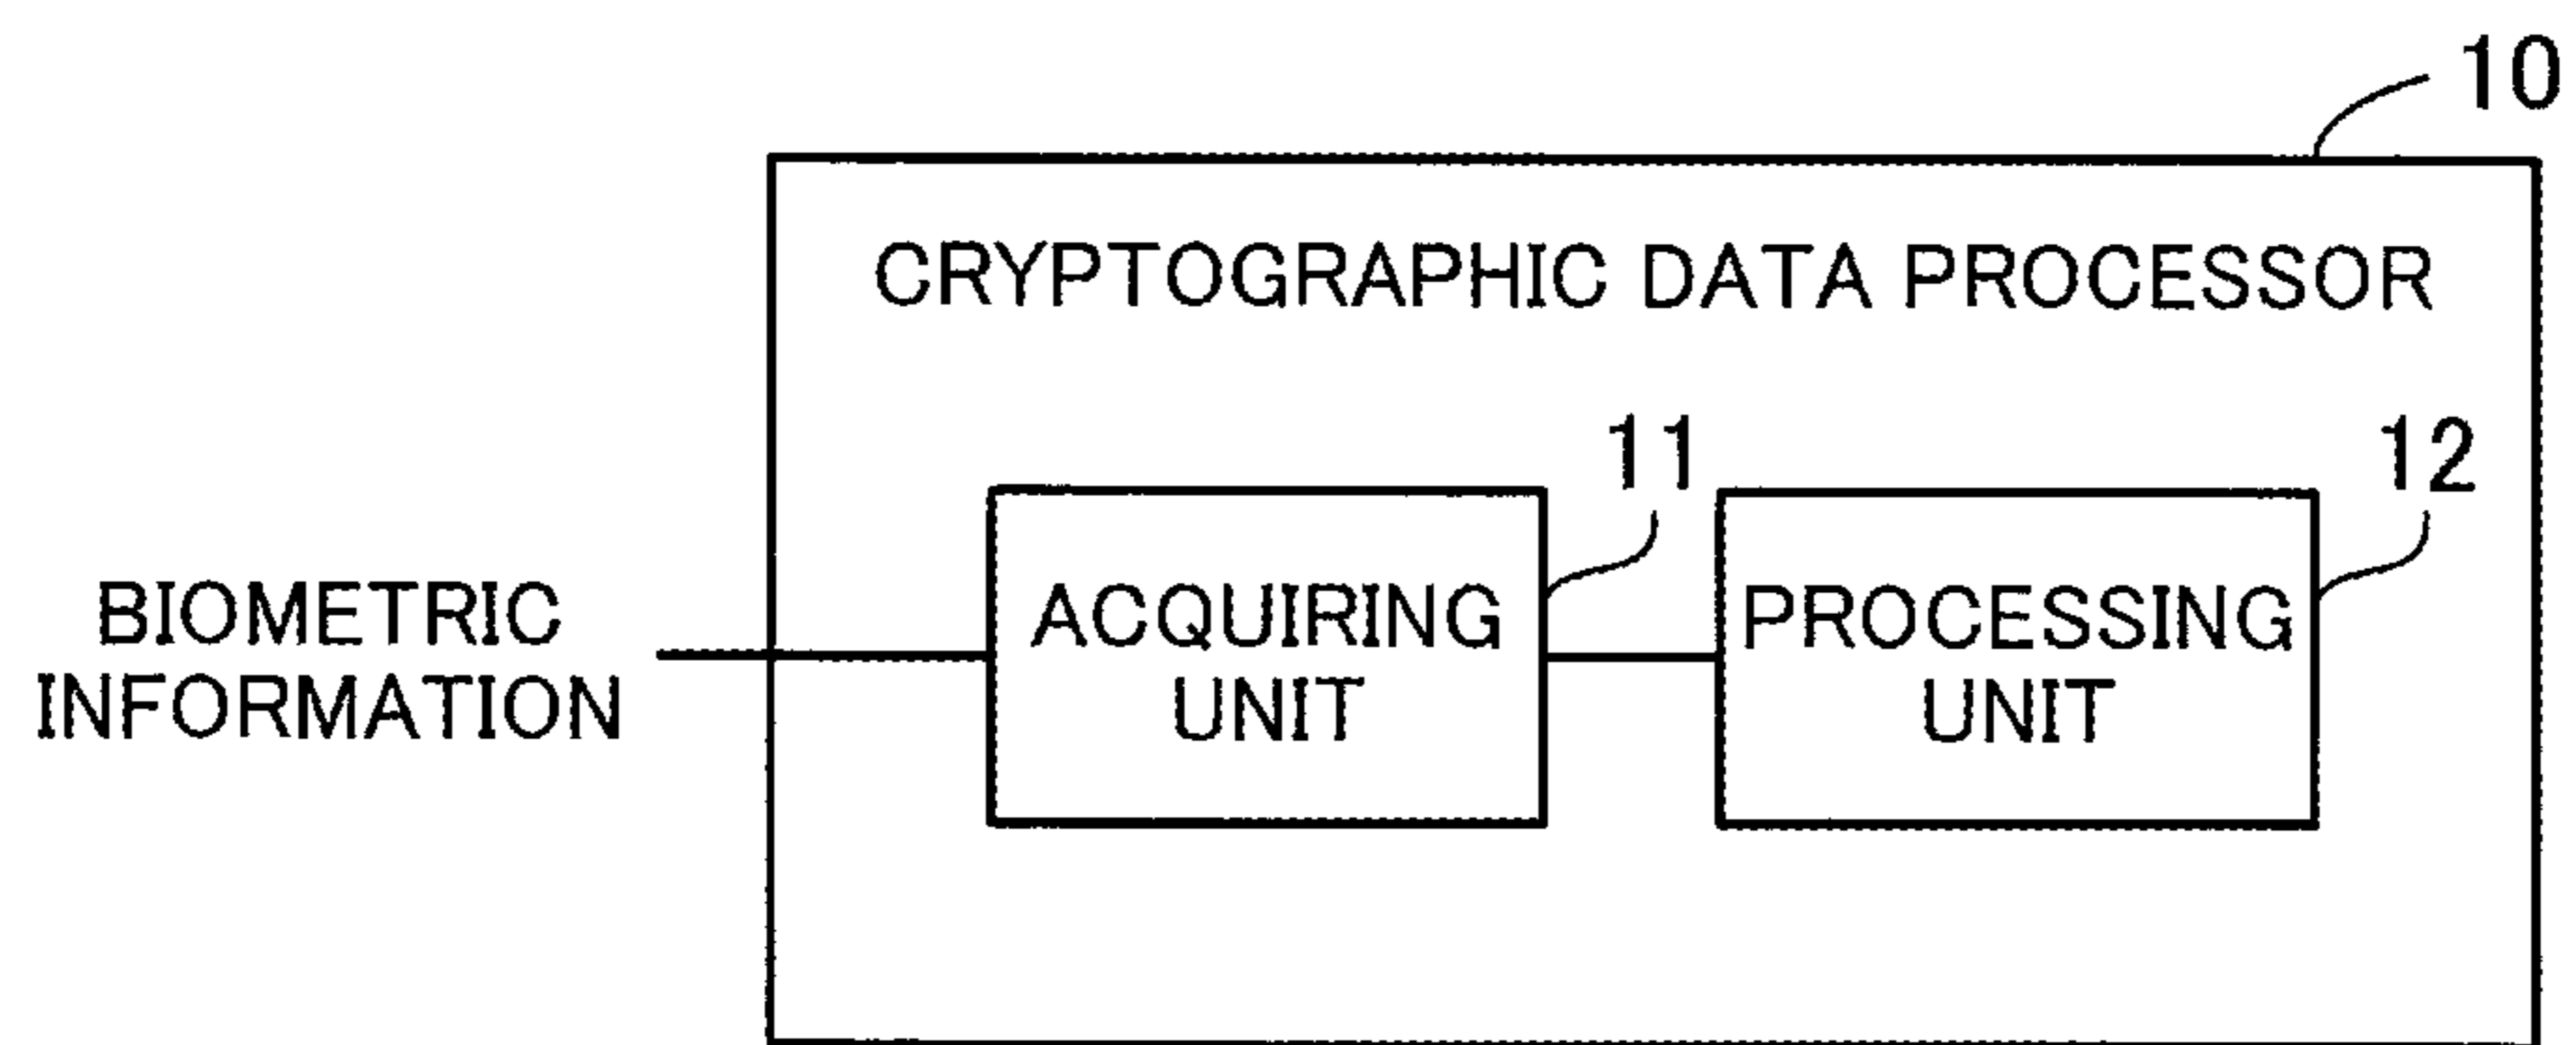 10
CRYPTOGRAPHIC DATA PROCESSOR
11
12
BIOMETRIC
INFORMATION
ACQUIRING
UNIT
PROCESSING
UNIT